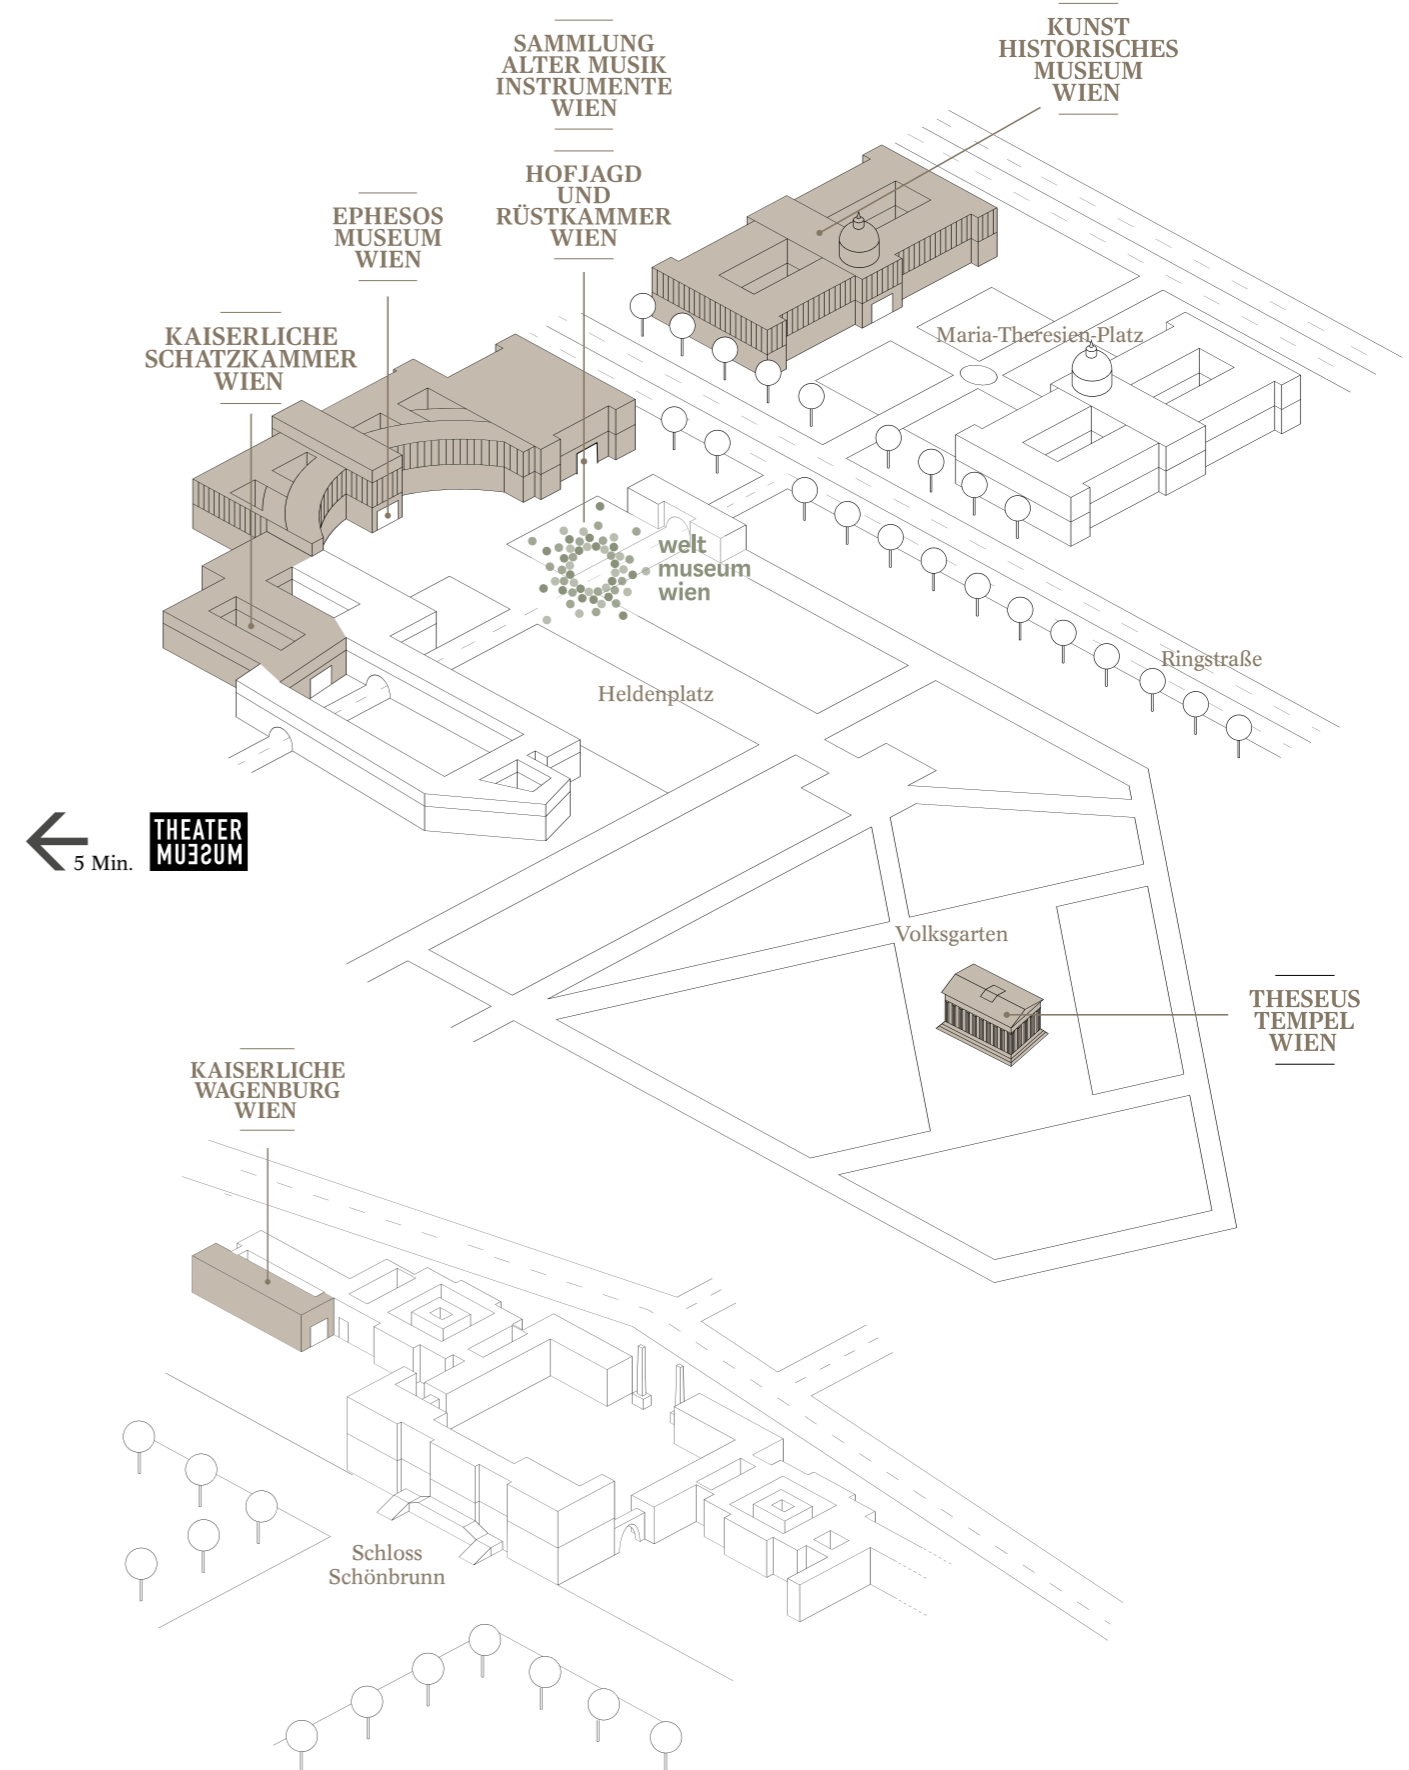 KUNST
HISTORISCHES
MUSEUM
WIEN
SAMMLUNG
ALTER MUSIK
INSTRUMENTE
WIEN
HOFJAGD
UND
RÜSTKAMMER
WIEN
EPHESOS
MUSEUM
WIEN
KAISERLICHE
SCHATZKAMMER
WIEN
Maria-Theresien-Platz
welt
museum
wien
Ringstraße
Heldenplatz
5 Min.
THEATER
MUSEUM
Volksgarten
THESEUS
TEMPEL
WIEN
KAISERLICHE
WAGENBURG
WIEN
Schloss
Schönbrunn